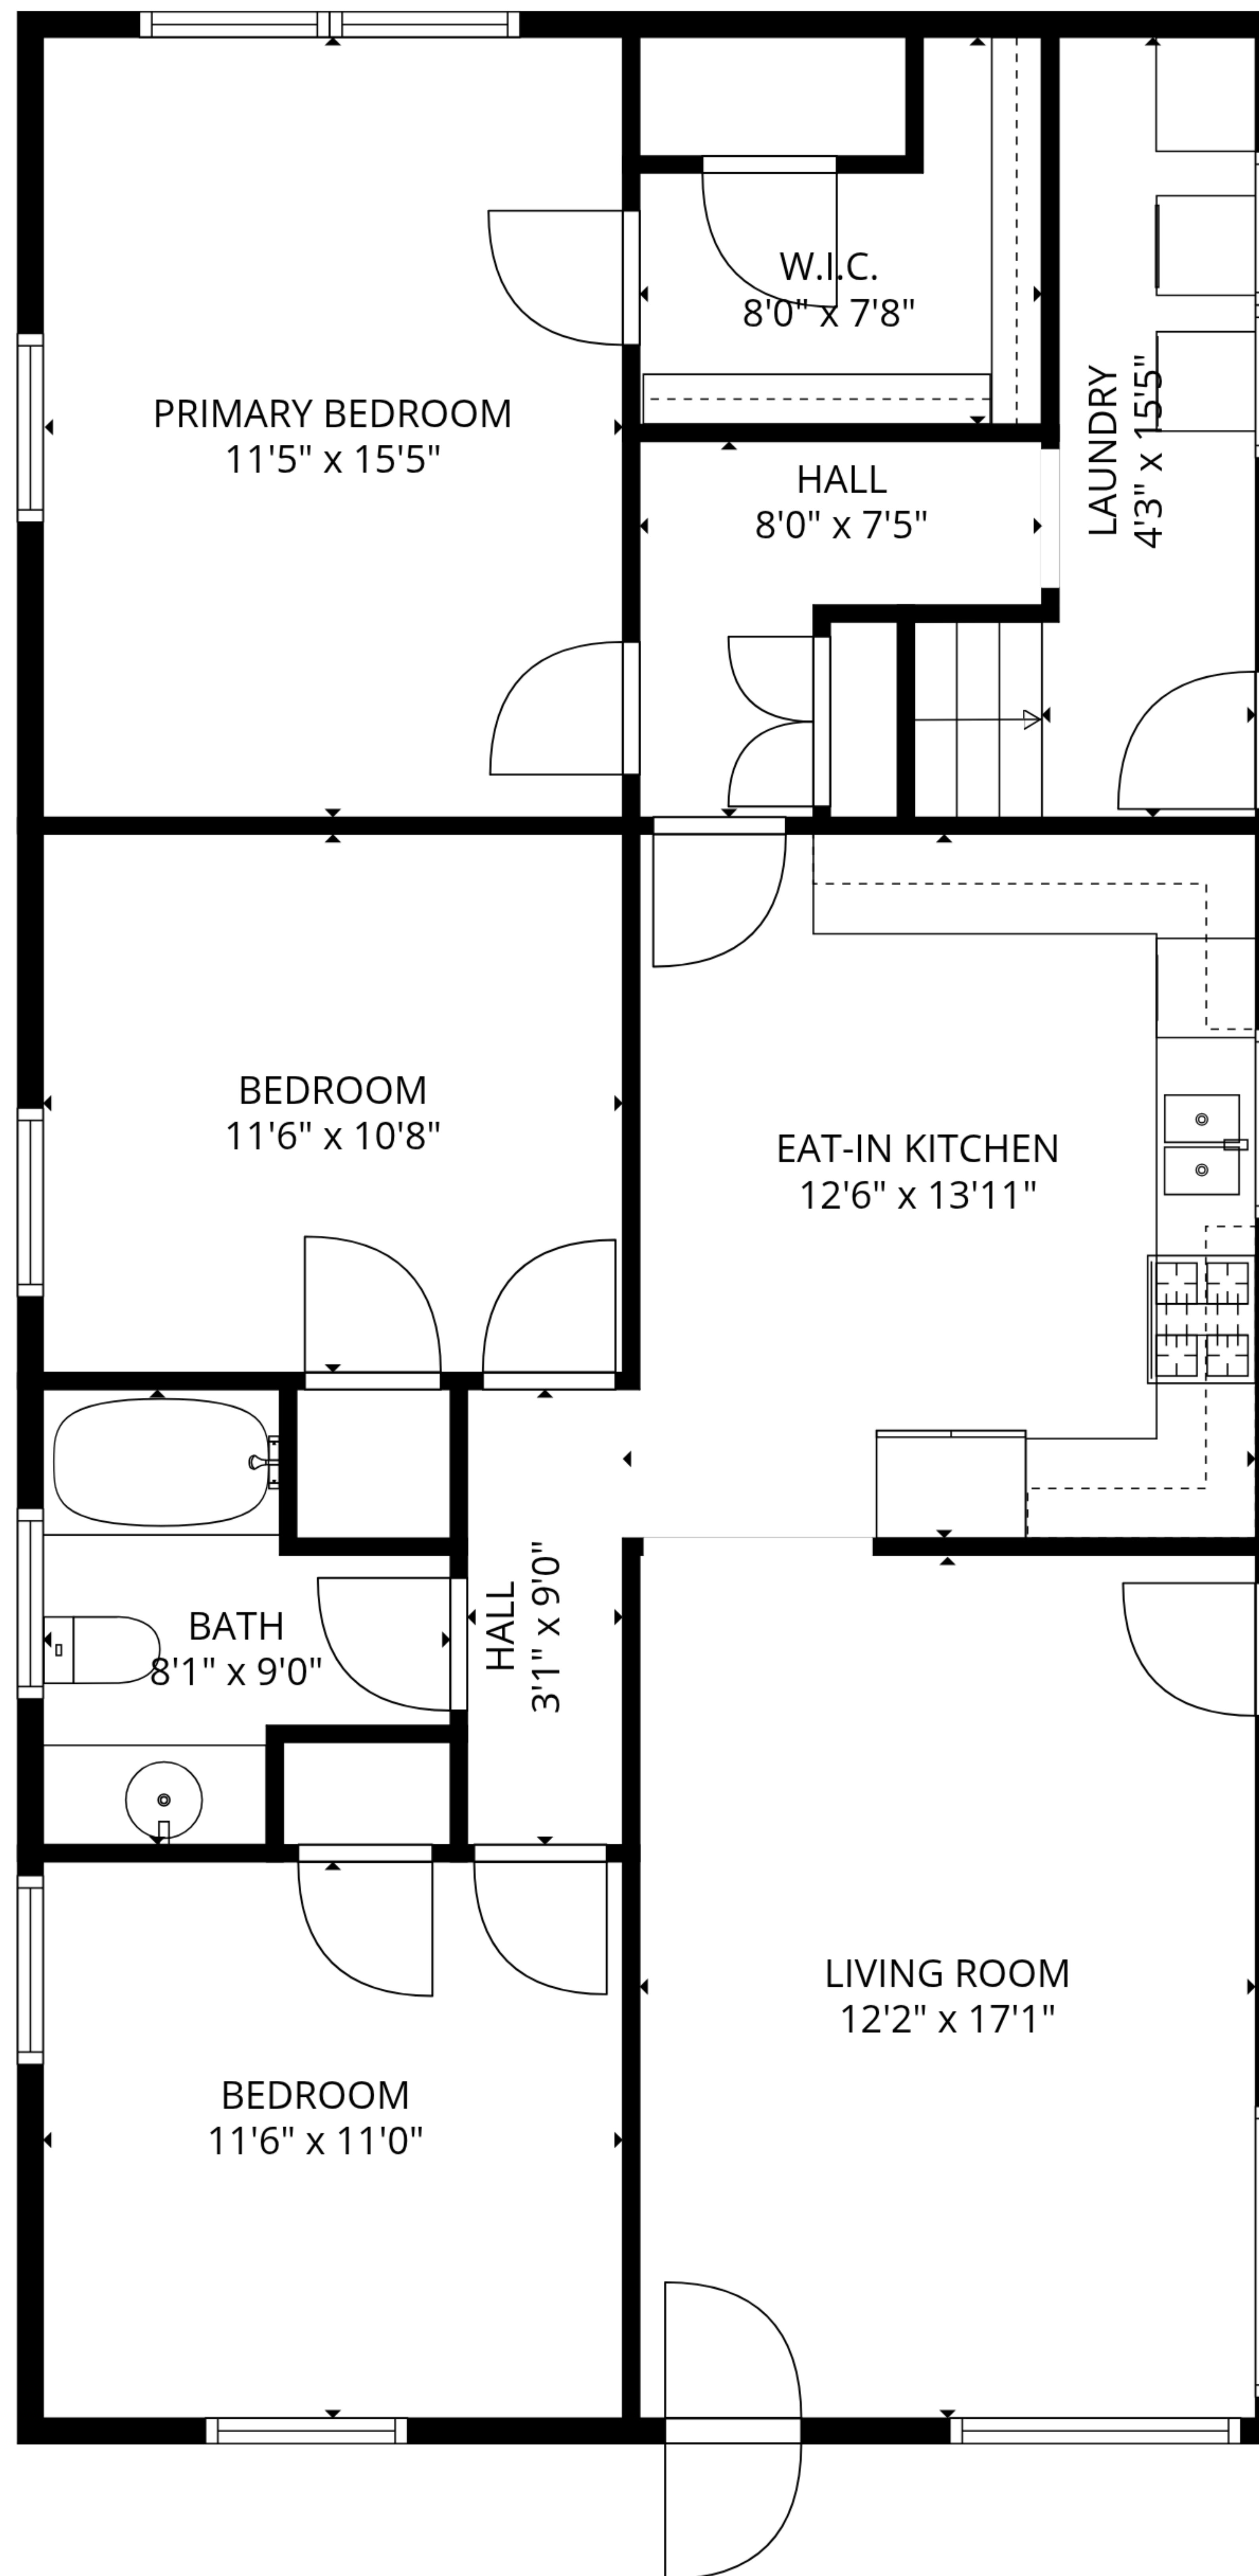 W.I.C.
8'0" x 7'8"
PRIMARY BEDROOM
11'5" x 15'5"
HALL
8'0" x 7'5"
LAUNDRY
4'3" x 15'5"
BEDROOM
11'6" x 10'8"
EAT-IN KITCHEN
12'6" x 13'11"
BATH
8'1" x 9'0"
HALL
3'1" x 9'0"
LIVING ROOM
12'2" x 17'1"
BEDROOM
11'6" x 11'0"